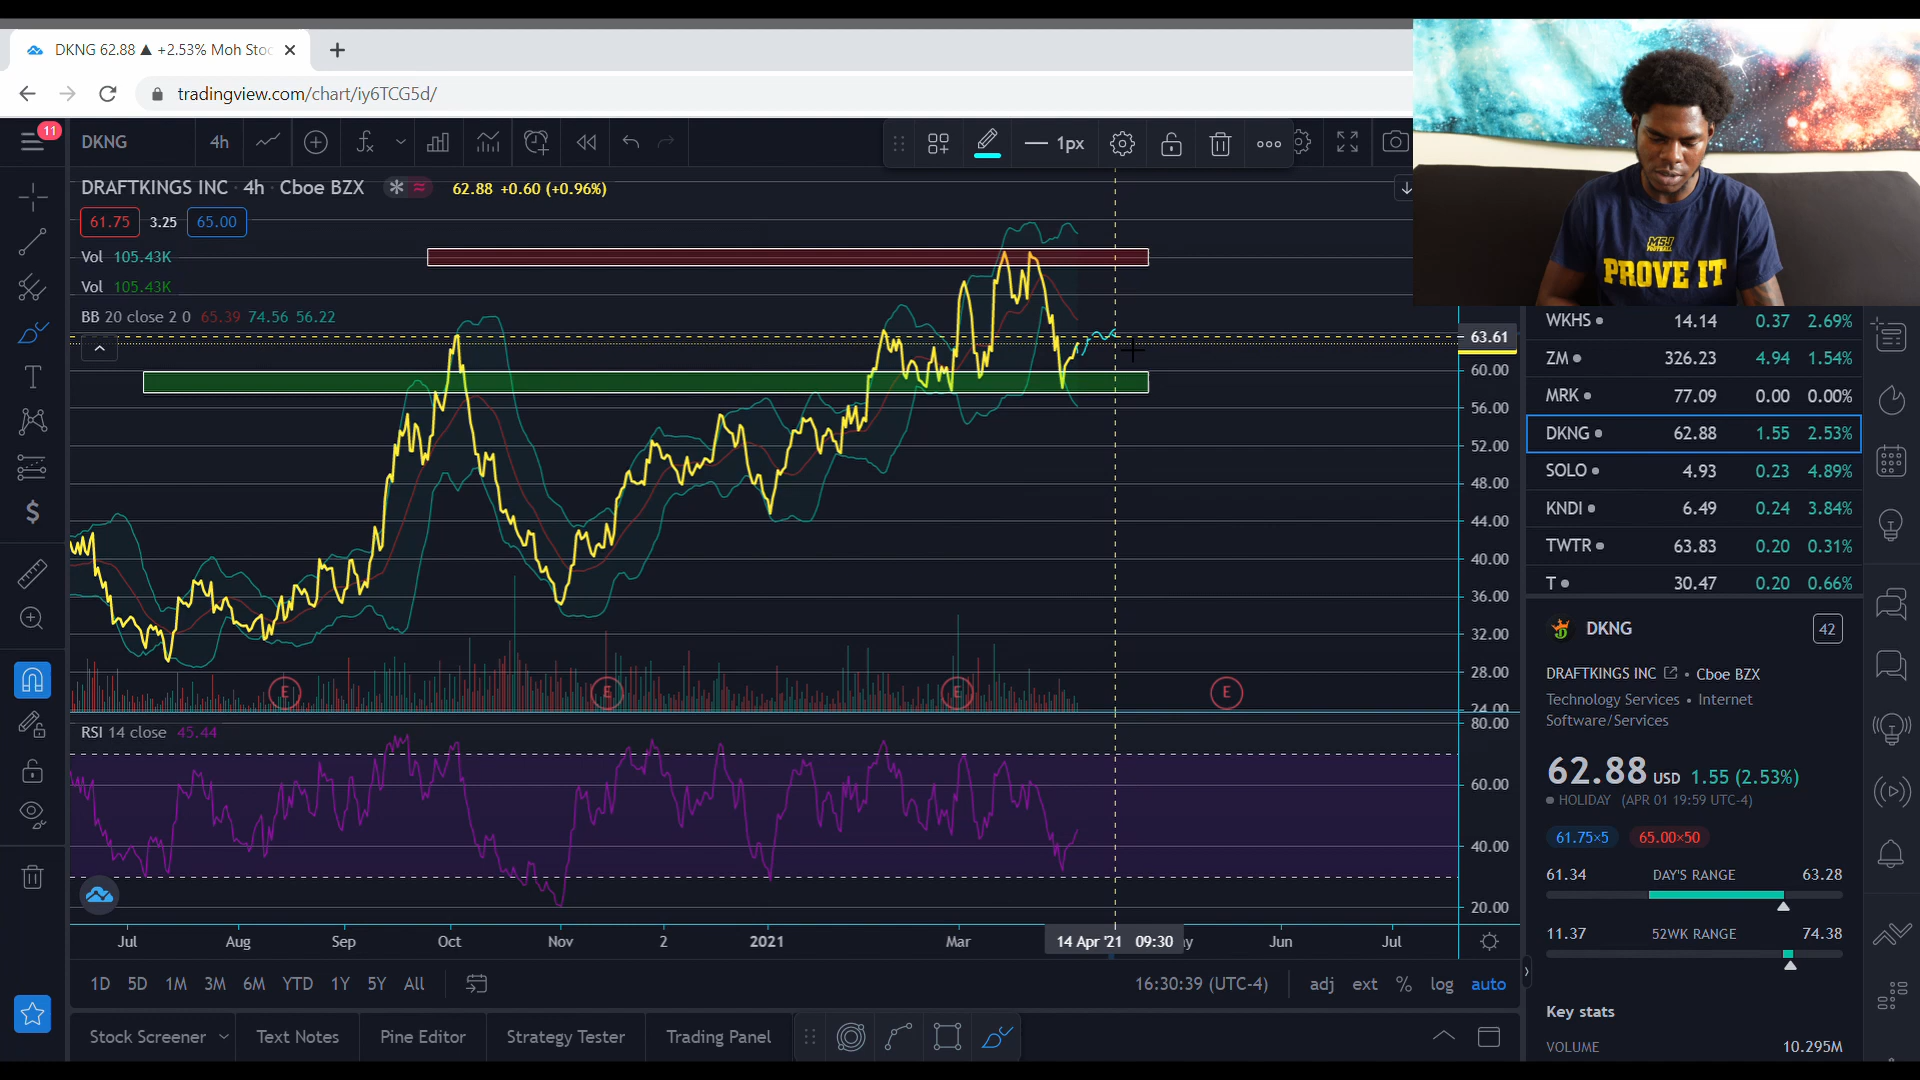 DKNG 62.88 ▲ +2.53% Moh Stoc
tradingview.com/chart/iy6TCG5d/
11
DKNG 4h
1px
DRAFTKINGS INC · 4h · Cboe BZX
62.88 +0.60 (+0.96%)
61.75 3.25 65.00
Vol 105.43K
Vol 105.43K
BB 20 close 2 0 65.39 74.56 56.22
63.61
60.00
56.00
52.00
48.00
44.00
40.00
36.00
32.00
28.00
24.00
E E E E
RSI 14 close 45.44
80.00
60.00
40.00
20.00
Jul Aug Sep Oct Nov 2 2021 Mar 14 Apr '21 09:30 Jun Jul
1D 5D 1M 3M 6M YTD 1Y 5Y All
16:30:39 (UTC-4) adj ext % log auto
Stock Screener Text Notes Pine Editor Strategy Tester Trading Panel
MSJ
FOOTBALL
PROVE IT
WKHS 14.14 0.37 2.69%
ZM 326.23 4.94 1.54%
MRK 77.09 0.00 0.00%
DKNG 62.88 1.55 2.53%
SOLO 4.93 0.23 4.89%
KNDI 6.49 0.24 3.84%
TWTR 63.83 0.20 0.31%
T 30.47 0.20 0.66%
DKNG 42
DRAFTKINGS INC • Cboe BZX
Technology Services • Internet
Software/Services
62.88 USD 1.55 (2.53%)
HOLIDAY (APR 01 19:59 UTC-4)
61.75×5 65.00×50
61.34 DAY'S RANGE 63.28
11.37 52WK RANGE 74.38
Key stats
VOLUME 10.295M